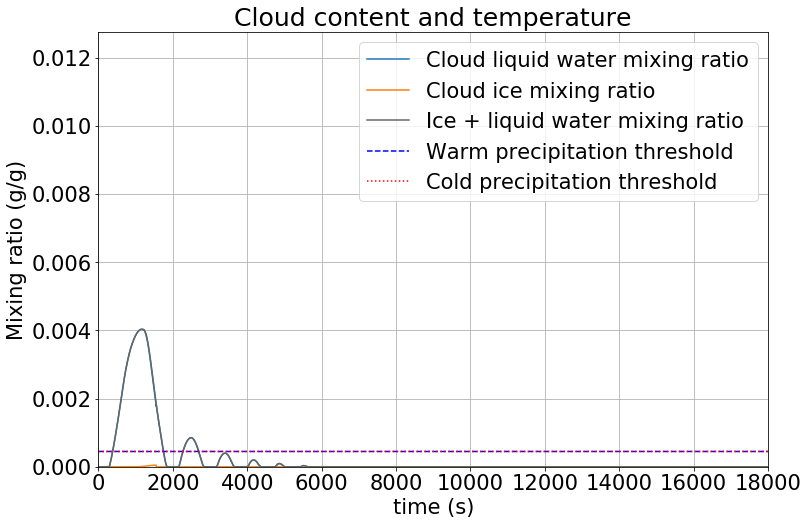 Cloud content and temperature
0.012
0.010
0.008
0.006
0.004
0.002
0.000
Mixing ratio (g/g)
Cloud liquid water mixing ratio
Cloud ice mixing ratio
Ice + liquid water mixing ratio
Warm precipitation threshold
Cold precipitation threshold
0 2000 4000 6000 8000 10000 12000 14000 16000 18000
time (s)